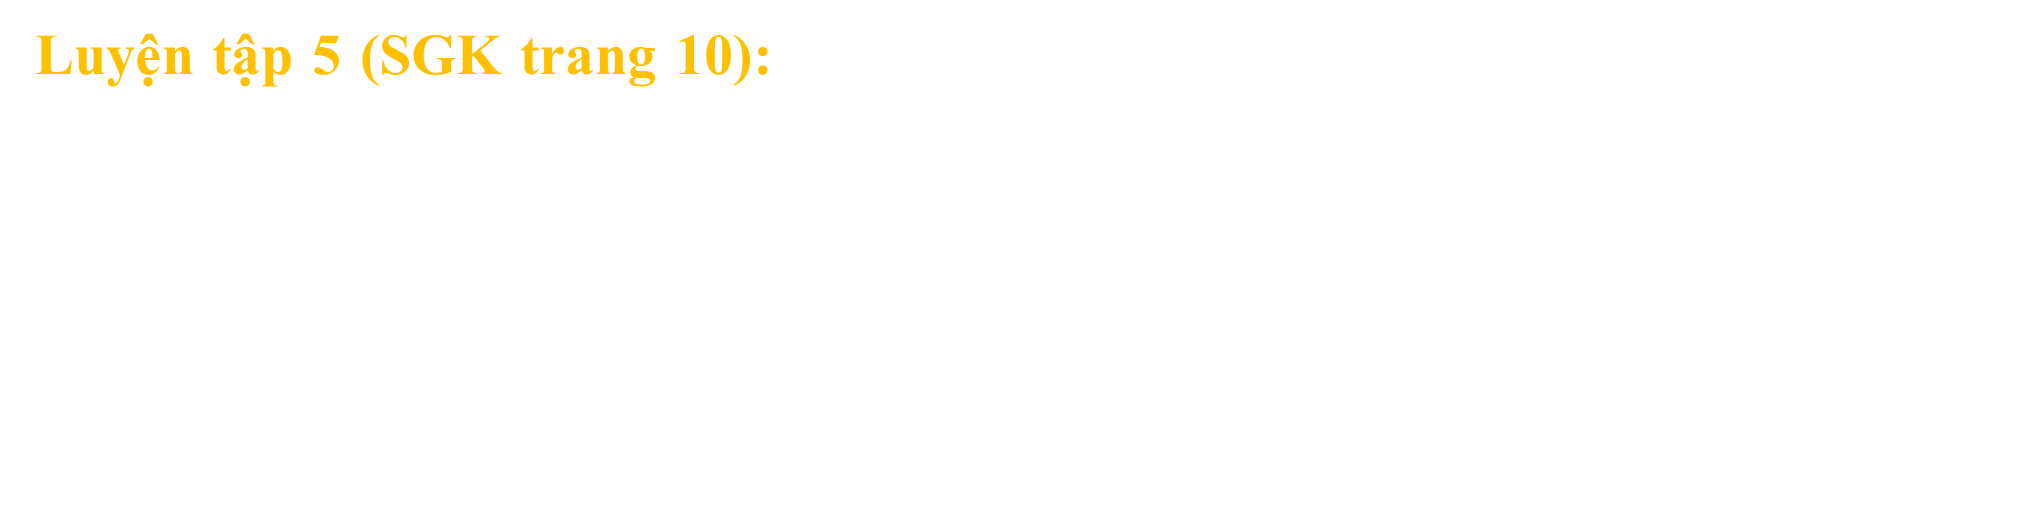 Luyện tập 5 (SGK trang 10):